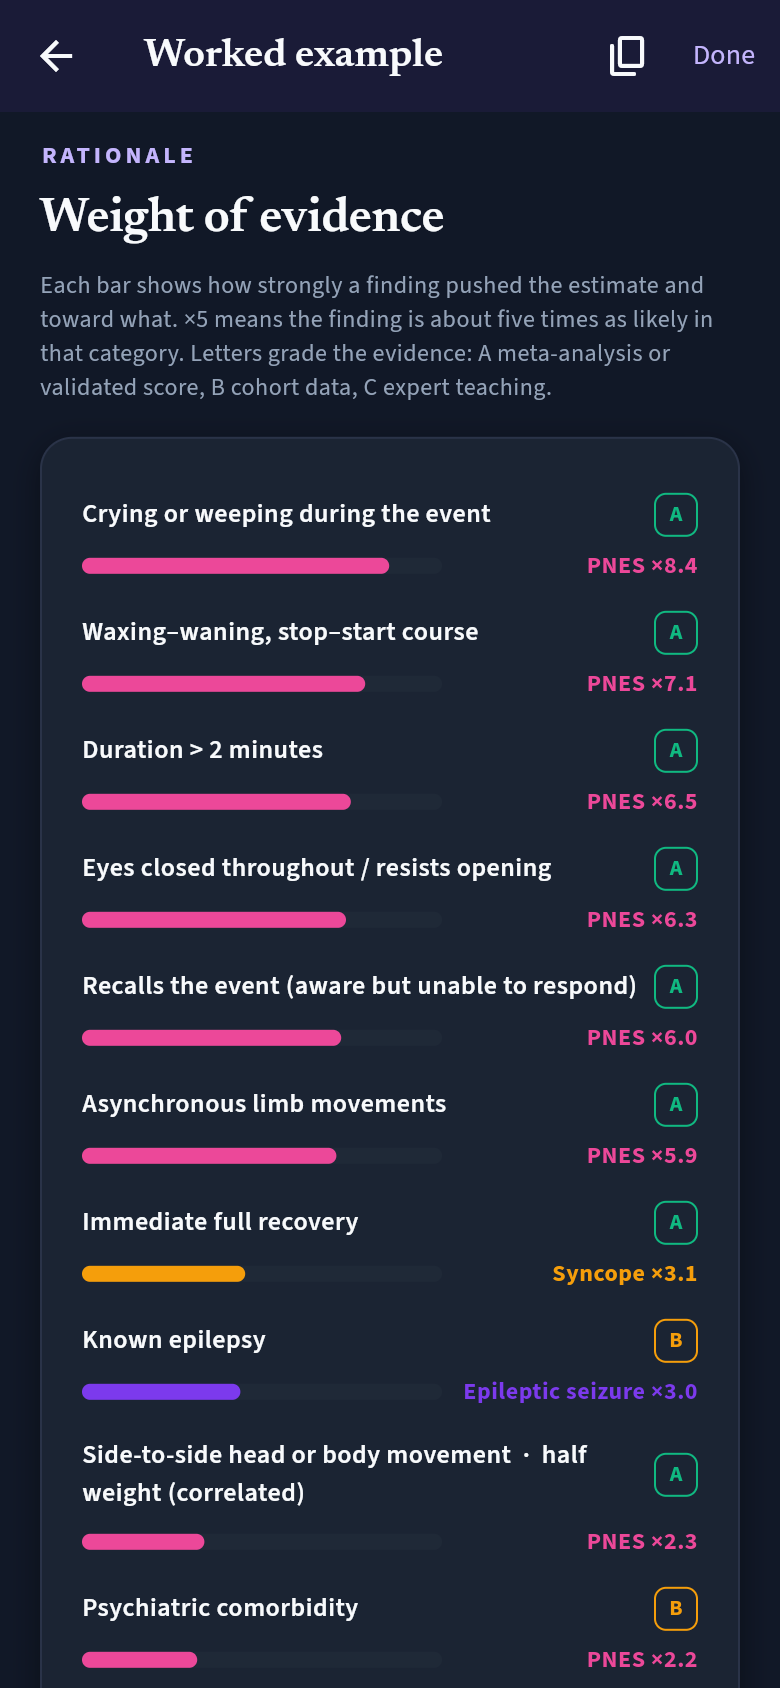 Worked example
Done
RATIONALE
Weight of evidence
Each bar shows how strongly a finding pushed the estimate and
toward what. ×5 means the finding is about five times as likely in
that category. Letters grade the evidence: A meta-analysis or
validated score, B cohort data, C expert teaching.
Crying or weeping during the event
A
PNES ×8.4
Waxing–waning, stop–start course
A
PNES ×7.1
Duration > 2 minutes
A
PNES ×6.5
Eyes closed throughout / resists opening
A
PNES ×6.3
Recalls the event (aware but unable to respond)
A
PNES ×6.0
Asynchronous limb movements
A
PNES ×5.9
Immediate full recovery
A
Syncope ×3.1
Known epilepsy
B
Epileptic seizure ×3.0
Side-to-side head or body movement · half
weight (correlated)
A
PNES ×2.3
Psychiatric comorbidity
B
PNES ×2.2